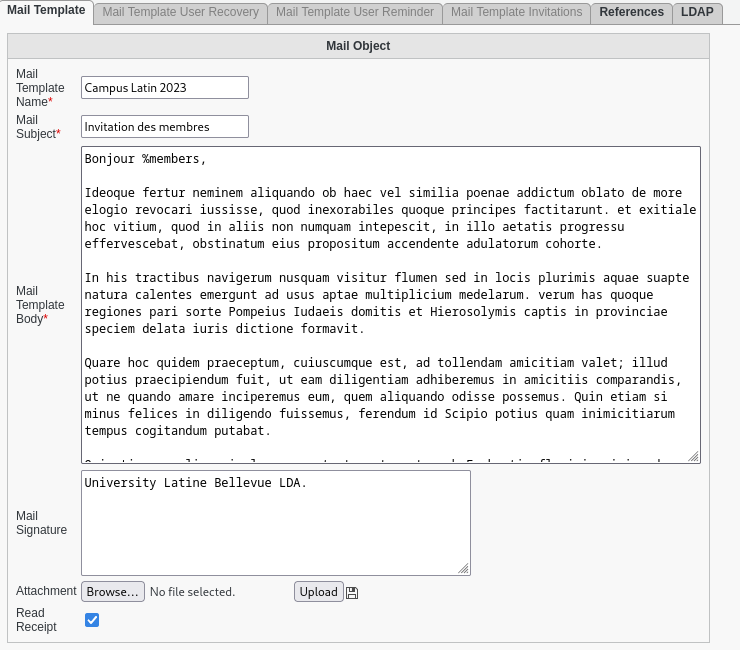 Mail Template Mail Template User Recovery Mail Template User Reminder Mail Template Invitations References LDAP
Mail Object
Mail
Template
Name*
Campus Latin 2023
Mail
Subject*
Invitation des membres
Mail
Template
Body*
Bonjour %members,
Ideoque fertur neminem aliquando ob haec vel similia poenae addictum oblato de more
elogio revocari iussisse, quod inexorabiles quoque principes factitarunt. et exitiale
hoc vitium, quod in aliis non numquam intepescit, in illo aetatis progressu
effervescebat, obstinatum eius propositum accendente adulatorum cohorte.
In his tractibus navigerum nusquam visitur flumen sed in locis plurimis aquae suapte
natura calentes emergunt ad usus aptae multiplicium medelarum. verum has quoque
regiones pari sorte Pompeius Iudaeis domitis et Hierosolymis captis in provinciae
speciem delata iuris dictione formavit.
Quare hoc quidem praeceptum, cuiuscumque est, ad tollendam amicitiam valet; illud
potius praecipiendum fuit, ut eam diligentiam adhiberemus in amicitiis comparandis,
ut ne quando amare inciperemus eum, quem aliquando odisse possemus. Quin etiam si
minus felices in diligendo fuissemus, ferendum id Scipio potius quam inimicitiarum
tempus cogitandum putabat.
Mail
Signature
University Latine Bellevue LDA.
Attachment Browse... No file selected. Upload
Read
Receipt